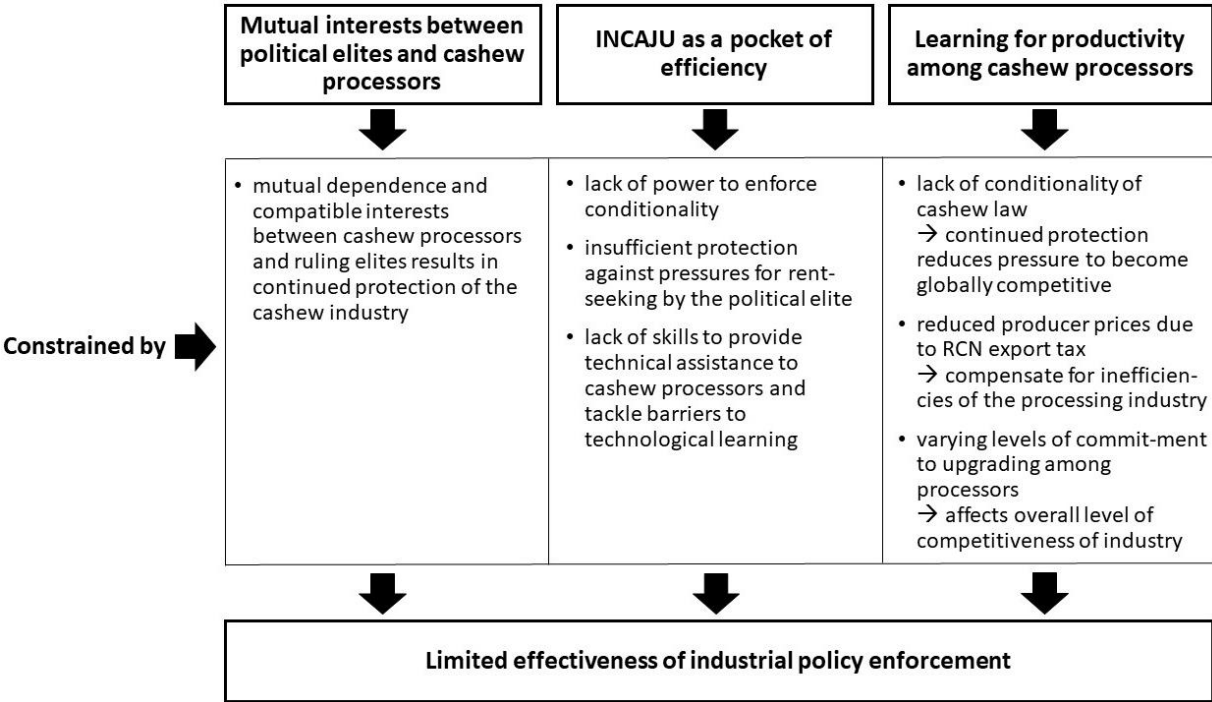 Mutual interests between
political elites and cashew
processors
INCAJU as a pocket of
efficiency
Learning for productivity
among cashew processors
Constrained by
• mutual dependence and
compatible interests
between cashew processors
and ruling elites results in
continued protection of the
cashew industry
• lack of power to enforce
conditionality
• insufficient protection
against pressures for rent-
seeking by the political elite
• lack of skills to provide
technical assistance to
cashew processors and
tackle barriers to
technological learning
• lack of conditionality of
cashew law
→ continued protection
reduces pressure to become
globally competitive
• reduced producer prices due
to RCN export tax
→ compensate for inefficien-
cies of the processing industry
• varying levels of commit-ment
to upgrading among
processors
→ affects overall level of
competitiveness of industry
Limited effectiveness of industrial policy enforcement